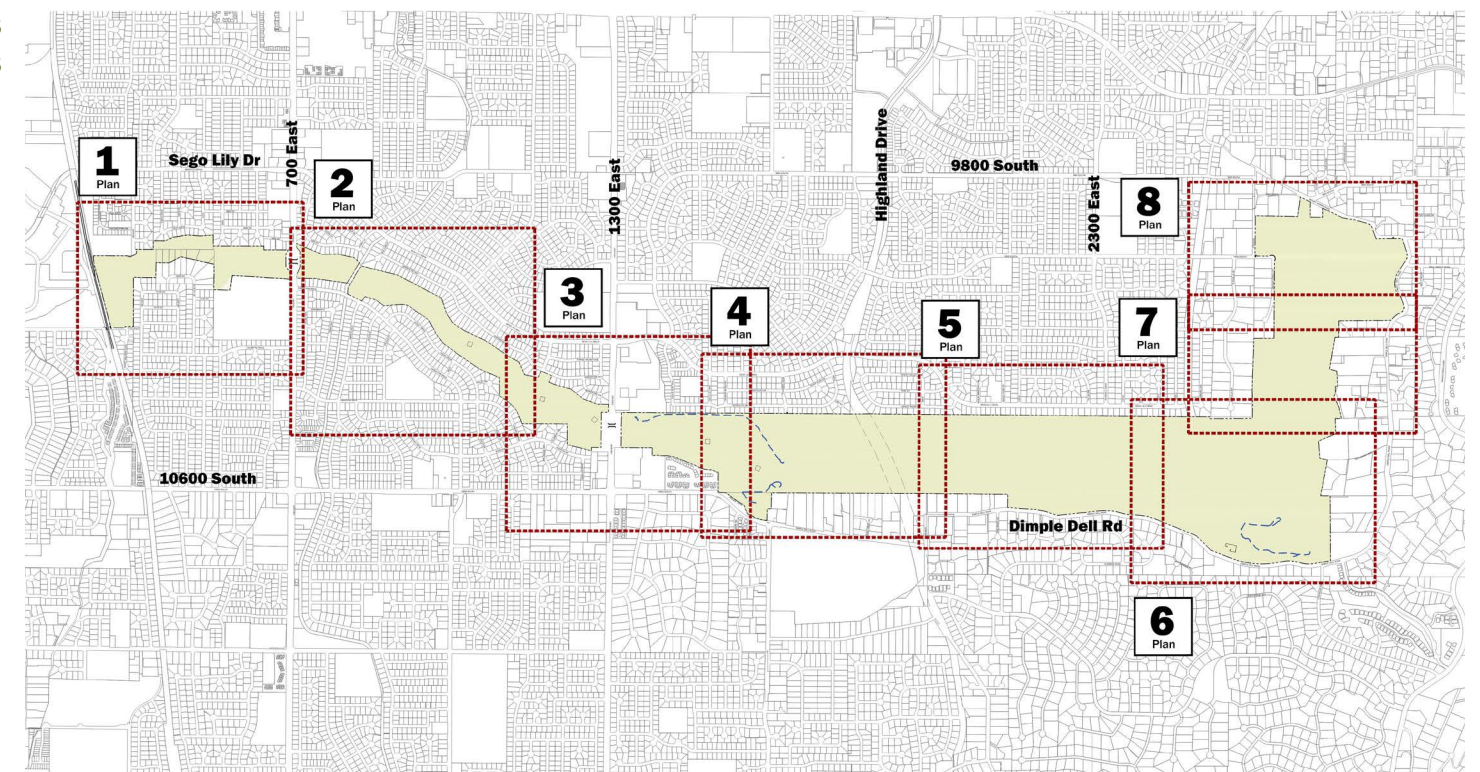 1
Plan
Sego Lily Dr
700 East
2
Plan
1300 East
Highland Drive
9800 South
2300 East
8
Plan
3
Plan
4
Plan
5
Plan
7
Plan
10600 South
Dimple Dell Rd
6
Plan